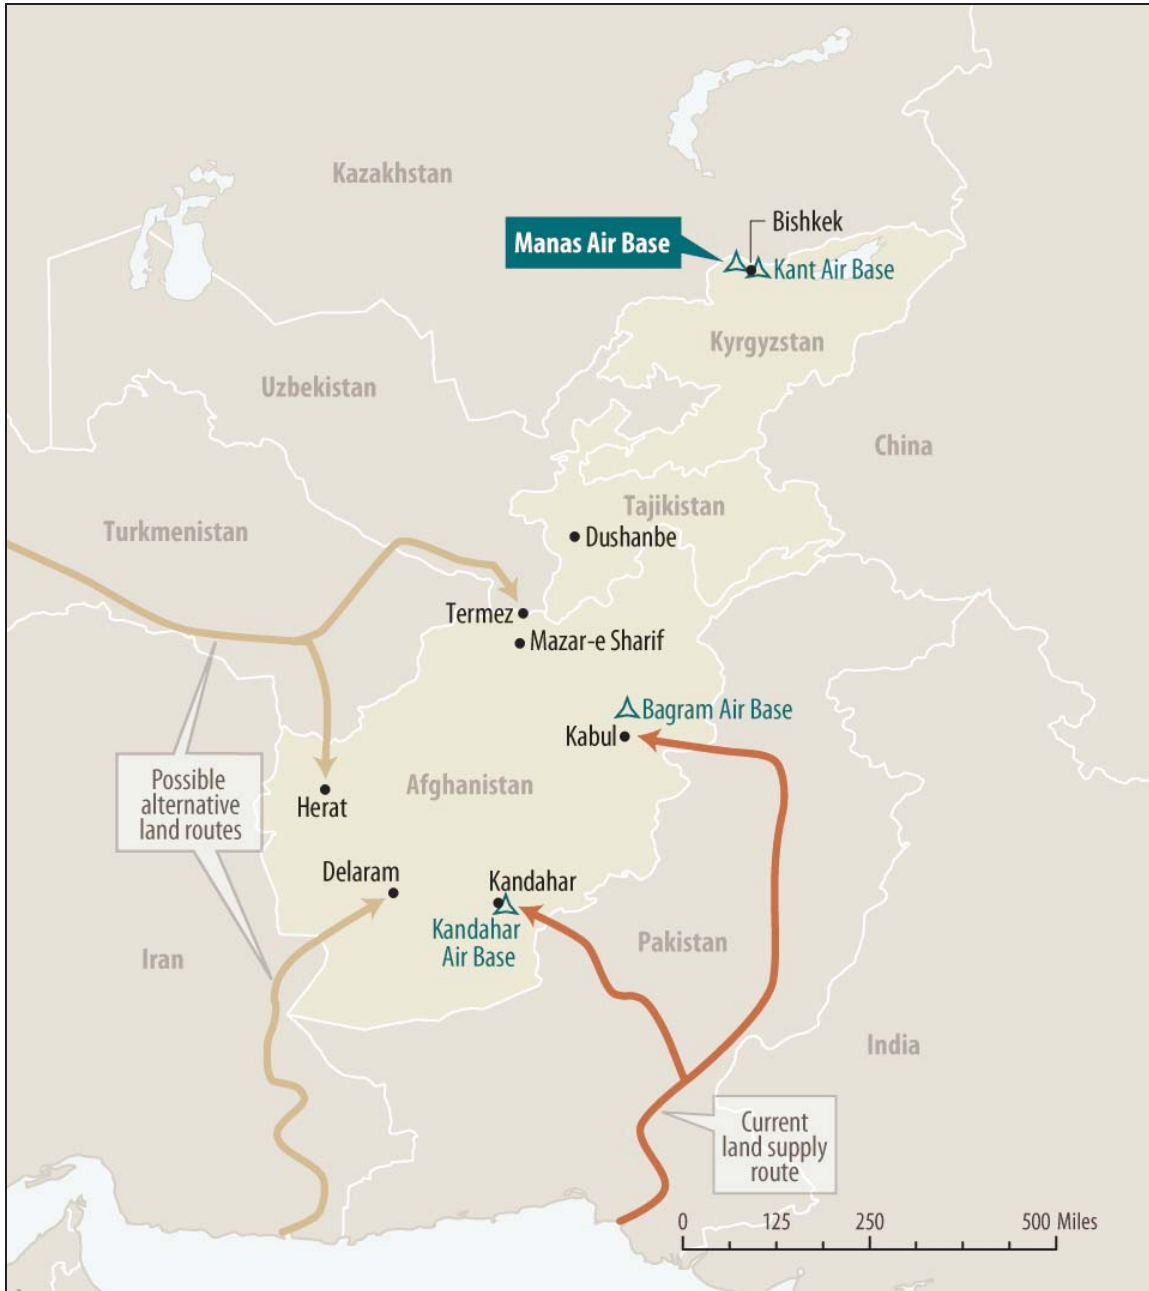 Kazakhstan
Bishkek
Manas Air Base
Kant Air Base
Kyrgyzstan
Uzbekistan
China
Tajikistan
Turkmenistan
Dushanbe
Termez
Mazar-e Sharif
Bagram Air Base
Kabul
Possible
alternative
land routes
Afghanistan
Herat
Delaram
Kandahar
Kandahar
Air Base
Pakistan
Iran
India
Current
land supply
route
0 125 250 500 Miles